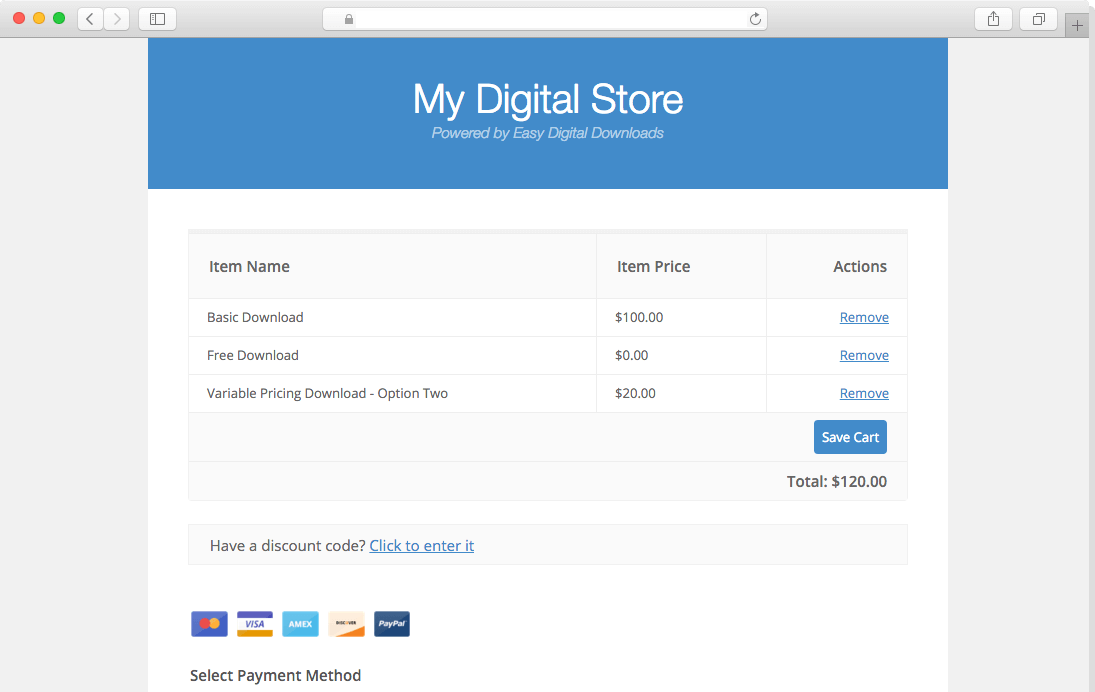 My Digital Store
Powered by Easy Digital Downloads
Item Name Item Price Actions
Basic Download $100.00 Remove
Free Download $0.00 Remove
Variable Pricing Download - Option Two $20.00 Remove
Save Cart
Total: $120.00
Have a discount code? Click to enter it
VISA AMEX DISCOVER PayPal
Select Payment Method